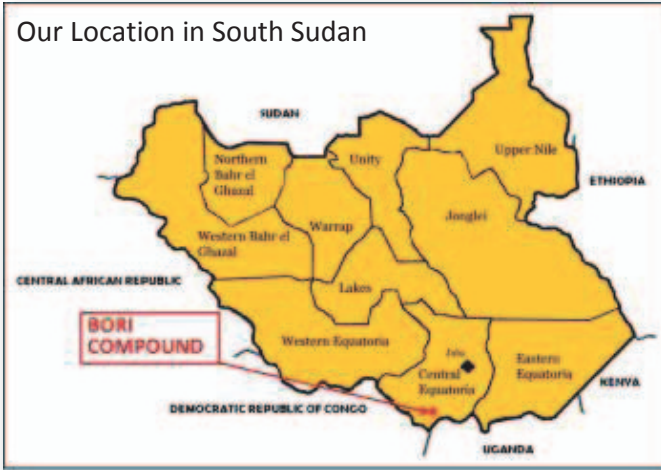 Our Location in South Sudan
SUDAN
Northern
Bahr el
Ghazal
Unity
Upper Nile
ETHIOPIA
Warrap
Jonglei
Western Bahr el
Ghazal
CENTRAL AFRICAN REPUBLIC
Lakes
BORI
COMPOUND
Western Equatoria
Juba
Central
Equatoria
Eastern
Equatoria
KENYA
DEMOCRATIC REPUBLIC OF CONGO
UGANDA